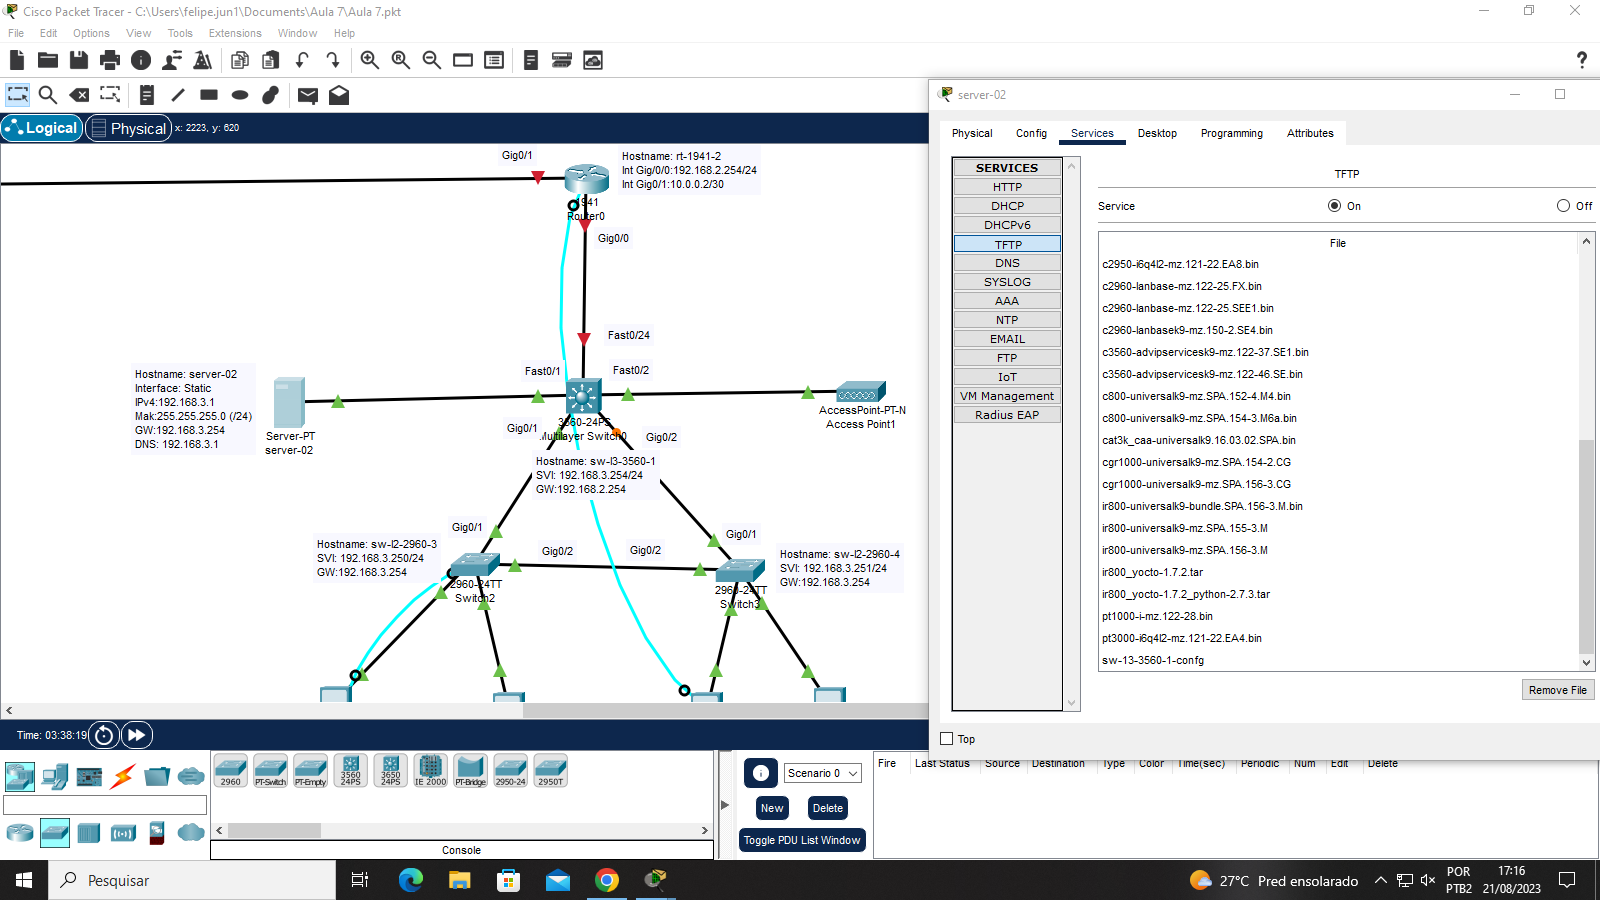 Cisco Packet Tracer - C:\Users\felipe.jun1\Documents\Aula 7\Aula 7.pkt
File Edit Options View Tools Extensions Window Help
Logical
Physical
x: 2223, y: 620
Gig0/1
Hostname: rt-1941-2
Int Gig/0/0:192.168.2.254/24
Int Gig0/1:10.0.0.2/30
1941
Router0
Gig0/0
Fast0/24
Fast0/1
Fast0/2
Hostname: server-02
Interface: Static
IPv4:192.168.3.1
Mak:255.255.255.0 (/24)
GW:192.168.3.254
DNS: 192.168.3.1
Server-PT
server-02
3560-24PS
Multilayer Switch0
Gig0/1
Gig0/2
AccessPoint-PT-N
Access Point1
Hostname: sw-l3-3560-1
SVI: 192.168.3.254/24
GW:192.168.2.254
Gig0/1
Gig0/1
Gig0/2
Gig0/2
Hostname: sw-l2-2960-3
SVI: 192.168.3.250/24
GW:192.168.3.254
2960-24TT
Switch2
Hostname: sw-l2-2960-4
SVI: 192.168.3.251/24
GW:192.168.3.254
2960-24TT
Switch3
server-02
Physical Config Services Desktop Programming Attributes
SERVICES
HTTP
DHCP
DHCPv6
TFTP
DNS
SYSLOG
AAA
NTP
EMAIL
FTP
IoT
VM Management
Radius EAP
TFTP
Service On Off
File
c2950-i6q4l2-mz.121-22.EA8.bin
c2960-lanbase-mz.122-25.FX.bin
c2960-lanbase-mz.122-25.SEE1.bin
c2960-lanbasek9-mz.150-2.SE4.bin
c3560-advipservicesk9-mz.122-37.SE1.bin
c3560-advipservicesk9-mz.122-46.SE.bin
c800-universalk9-mz.SPA.152-4.M4.bin
c800-universalk9-mz.SPA.154-3.M6a.bin
cat3k_caa-universalk9.16.03.02.SPA.bin
cgr1000-universalk9-mz.SPA.154-2.CG
cgr1000-universalk9-mz.SPA.156-3.CG
ir800-universalk9-bundle.SPA.156-3.M.bin
ir800-universalk9-mz.SPA.155-3.M
ir800-universalk9-mz.SPA.156-3.M
ir800_yocto-1.7.2.tar
ir800_yocto-1.7.2_python-2.7.3.tar
pt1000-i-mz.122-28.bin
pt3000-i6q4l2-mz.121-22.EA4.bin
sw-13-3560-1-confg
Remove File
Top
Time: 03:38:19
2960
PT-Switch
PT-Empty
3560 24PS
3650 24PS
IE 2000
PT-Bridge
2950-24
2950T
Console
Scenario 0
New
Delete
Toggle PDU List Window
Fire Last Status Source Destination Type Color Time(sec) Periodic Num Edit Delete
Pesquisar
27°C Pred ensolarado
POR
PTB2
17:16
21/08/2023